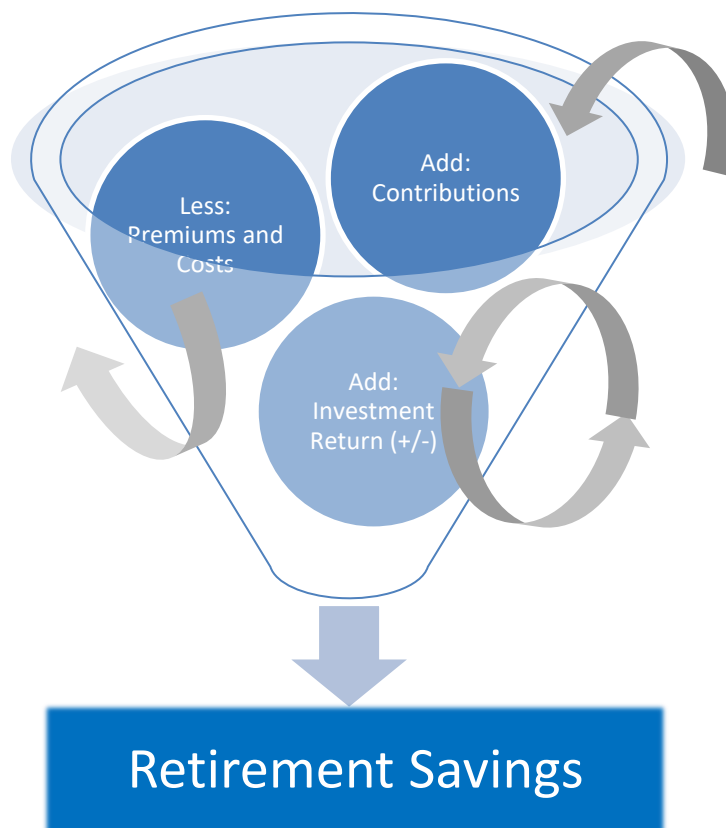 Add:
Contributions
Less:
Premiums and
Costs
Add:
Investment
Return (+/-)
Retirement Savings